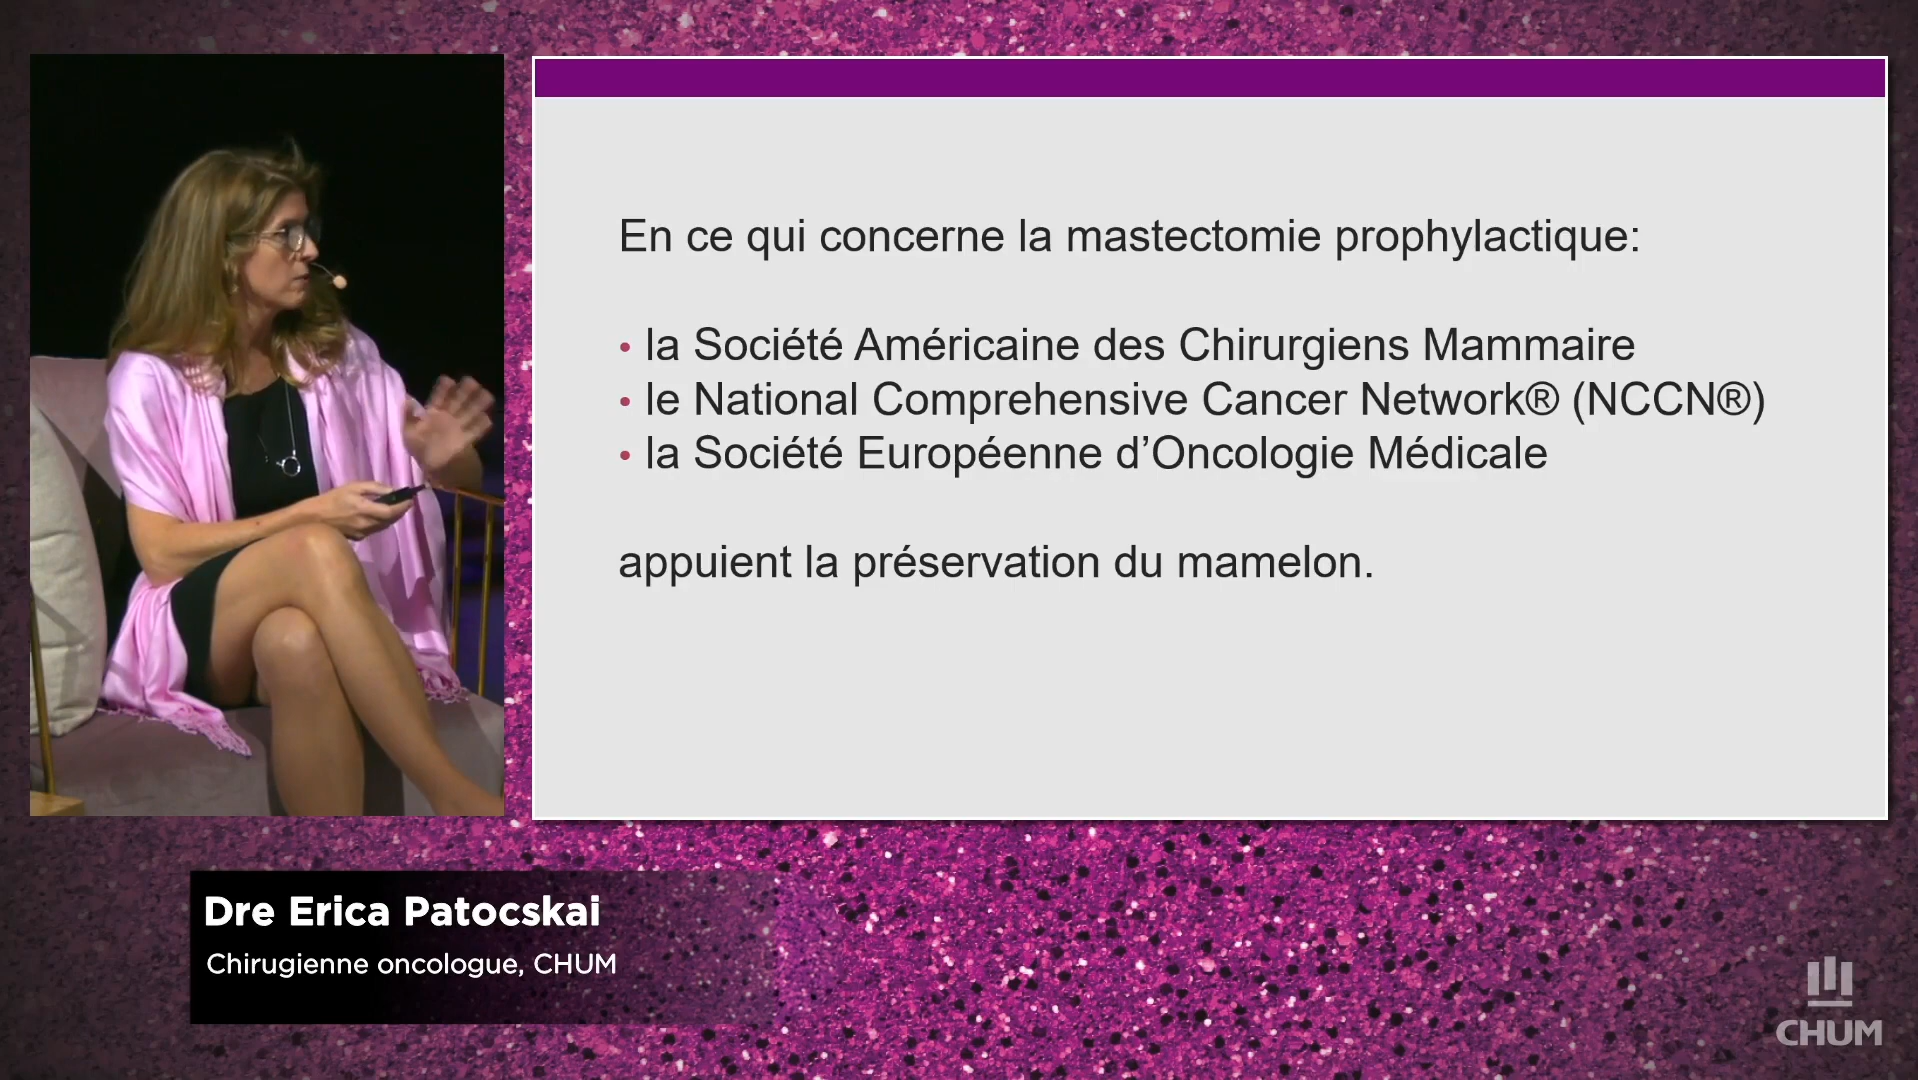 En ce qui concerne la mastectomie prophylactique:
• la Société Américaine des Chirurgiens Mammaire
• le National Comprehensive Cancer Network® (NCCN®)
• la Société Européenne d’Oncologie Médicale
appuient la préservation du mamelon.
Dre Erica Patocskai
Chirugienne oncologue, CHUM
CHUM